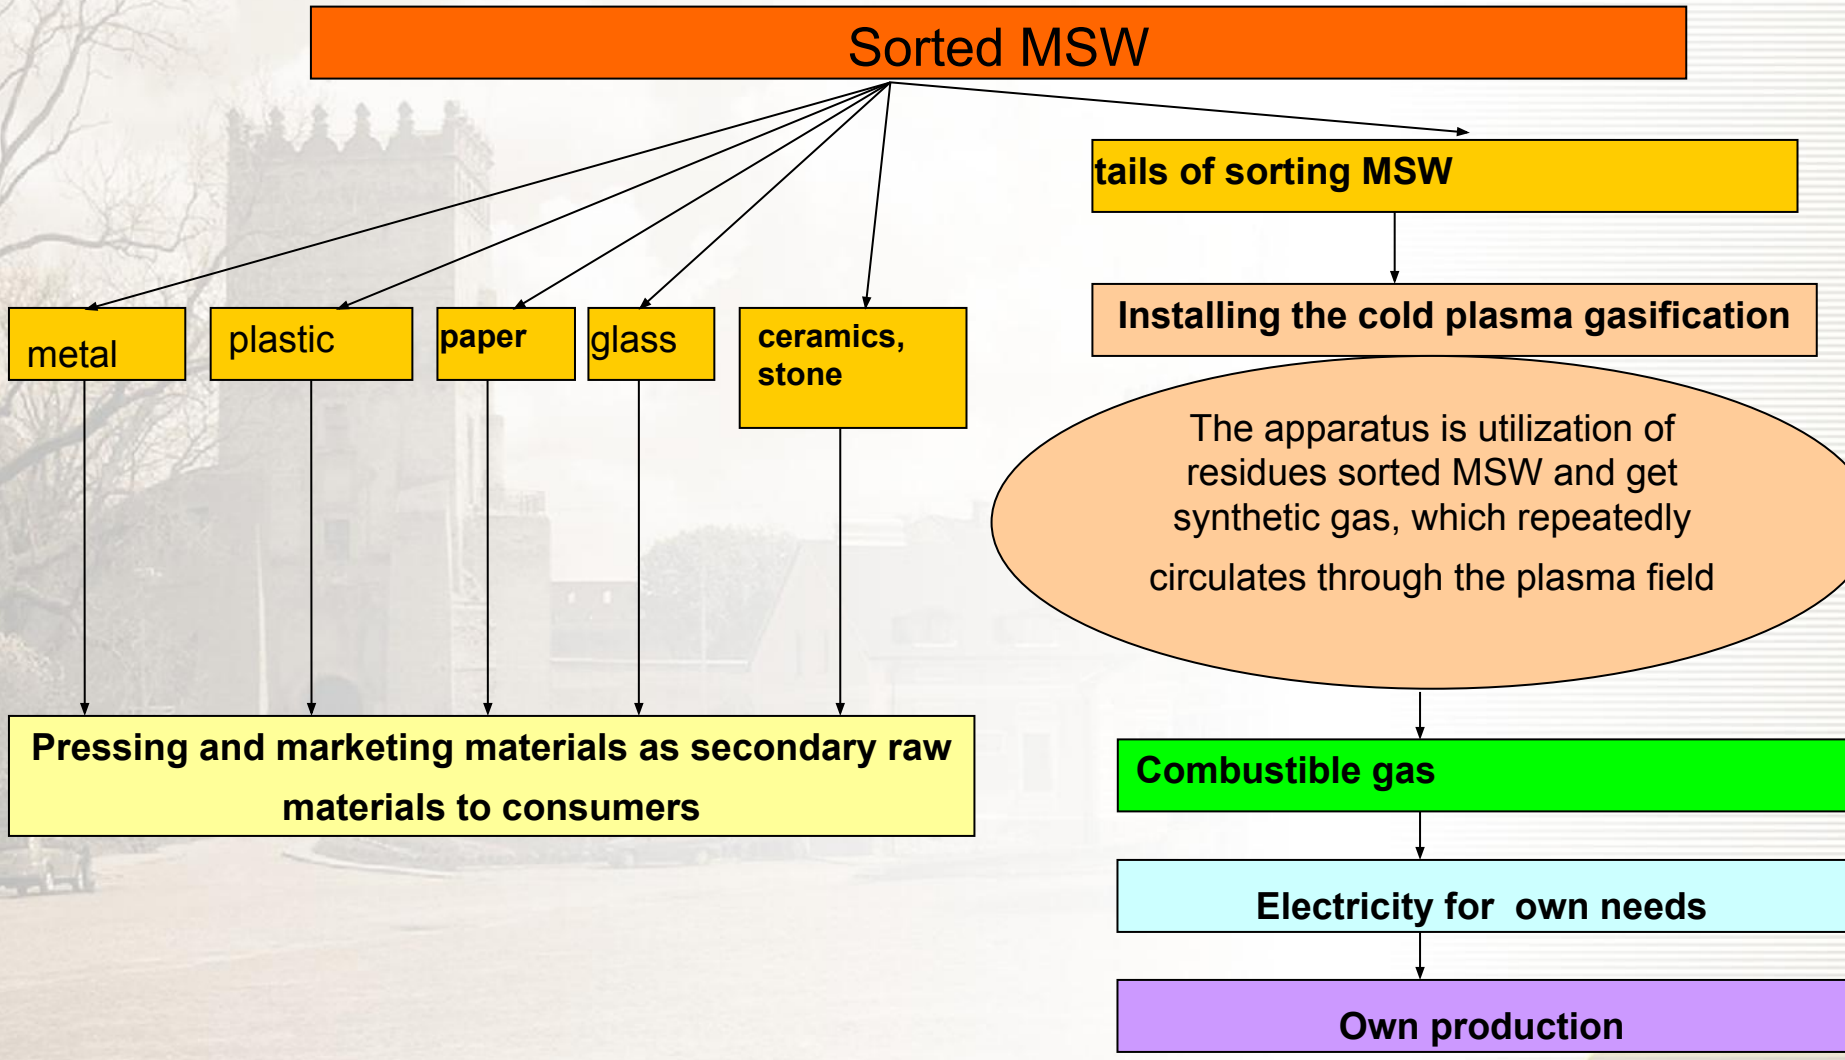 Sorted MSW
tails of sorting MSW
Installing the cold plasma gasification
metal
plastic
paper
glass
ceramics,
stone
The apparatus is utilization of
residues sorted MSW and get
synthetic gas, which repeatedly
circulates through the plasma field
Pressing and marketing materials as secondary raw
materials to consumers
Combustible gas
Electricity for  own needs
Own production